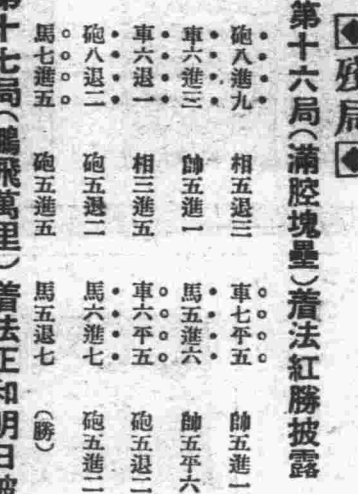 ◆殘局◆
第十六局(滿腔塊壘)着法紅勝披露
砲八進九 相五退三 車七平五 帥五進一
車六進三 帥五進一 馬五進六 帥五平六
車六退一 相三進五 車六平五 砲五退二
砲八退二 砲五退二 馬六進七 砲五進二
馬七進五 砲五進五 馬五退七 (勝)
第十七局(鵬飛萬里)着法正和明日披